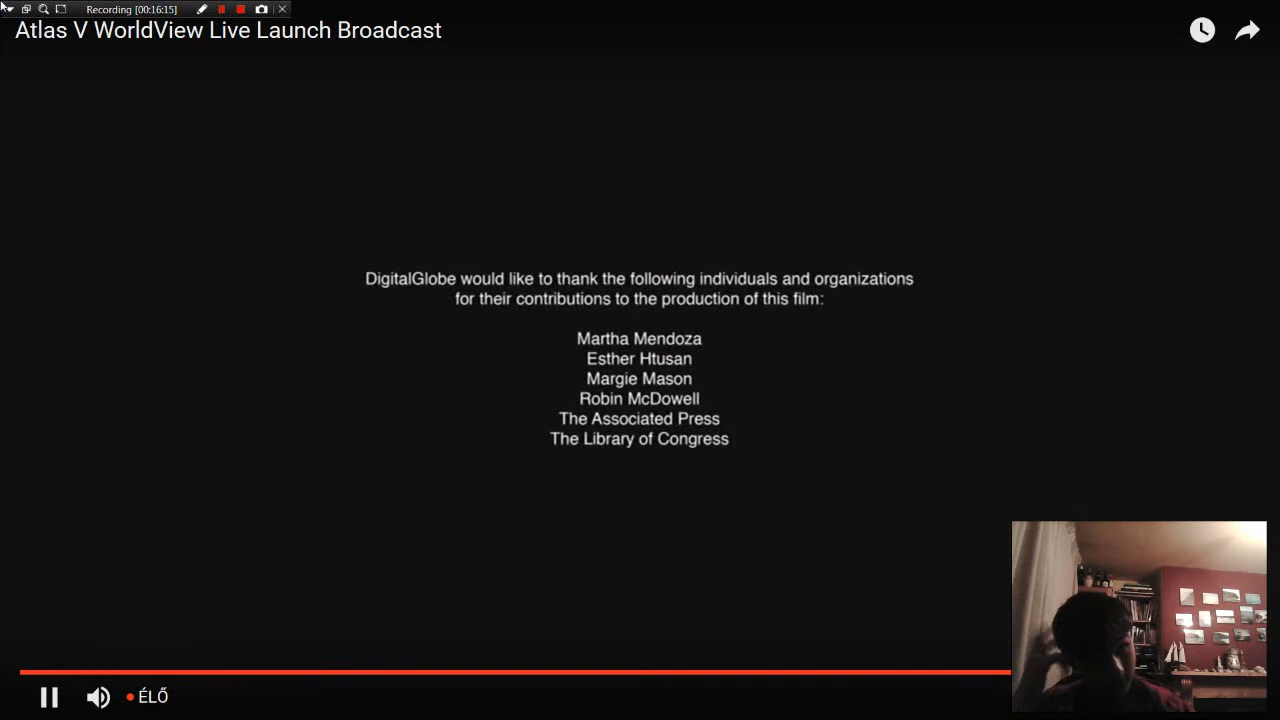 Recording [00:16:15]
Atlas V WorldView Live Launch Broadcast
DigitalGlobe would like to thank the following individuals and organizations
for their contributions to the production of this film:
Martha Mendoza
Esther Htusan
Margie Mason
Robin McDowell
The Associated Press
The Library of Congress
ÉLŐ